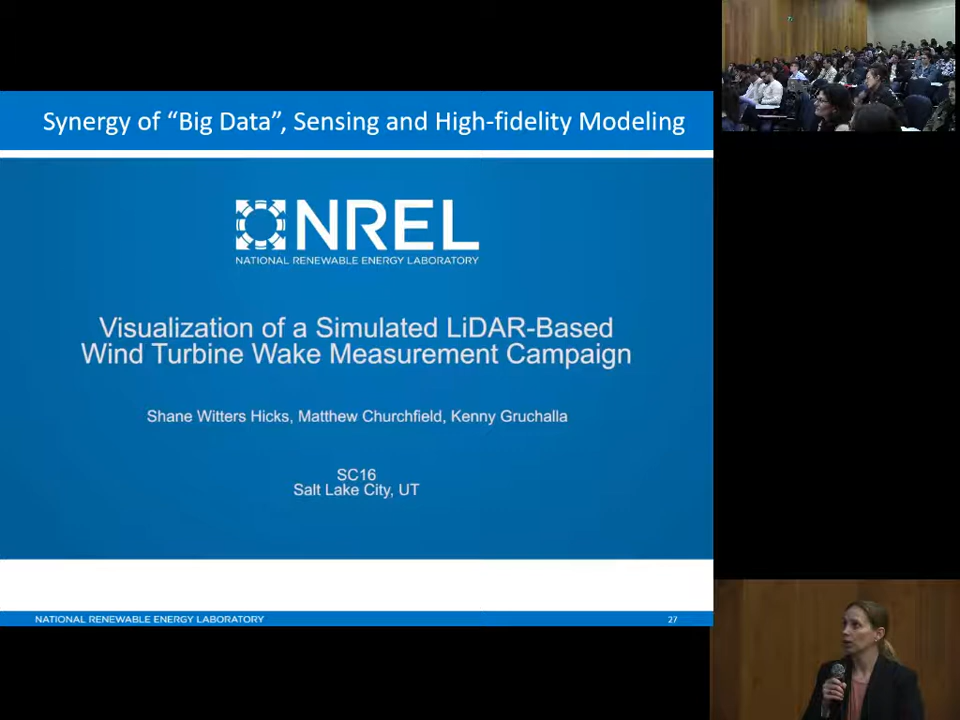 Synergy of “Big Data”, Sensing and High-fidelity Modeling
NREL
NATIONAL RENEWABLE ENERGY LABORATORY
Visualization of a Simulated LiDAR-Based
Wind Turbine Wake Measurement Campaign
Shane Witters Hicks, Matthew Churchfield, Kenny Gruchalla
SC16
Salt Lake City, UT
NATIONAL RENEWABLE ENERGY LABORATORY
27